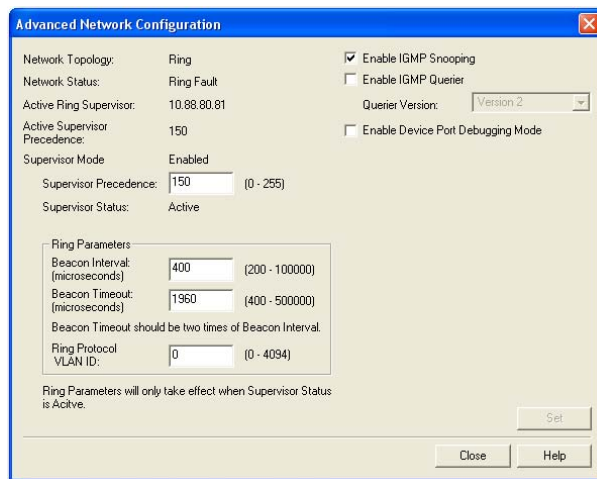 Advanced Network Configuration
Network Topology: Ring
Network Status: Ring Fault
Active Ring Supervisor: 10.88.80.81
Active Supervisor
Precedence: 150
Supervisor Mode Enabled
Supervisor Precedence: 150 (0 - 255)
Supervisor Status: Active
Ring Parameters
Beacon Interval:
(microseconds) 400 (200 - 100000)
Beacon Timeout:
(microseconds) 1960 (400 - 500000)
Beacon Timeout should be two times of Beacon Interval.
Ring Protocol
VLAN ID: 0 (0 - 4094)
Ring Parameters will only take effect when Supervisor Status
is Acitve.
Enable IGMP Snooping
Enable IGMP Querier
Querier Version: Version 2
Enable Device Port Debugging Mode
Set
Close Help